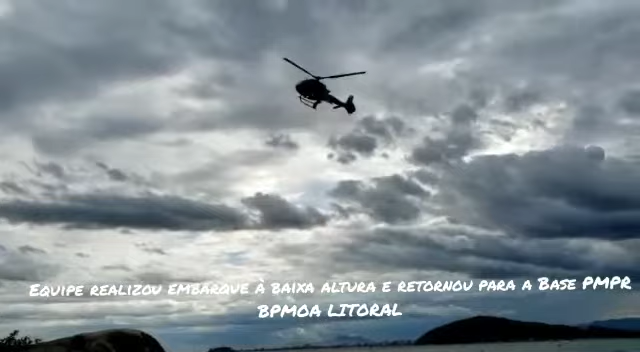 Equipe realizou embarque à baixa altura e retornou para a Base PMPR
BPMOA LITORAL